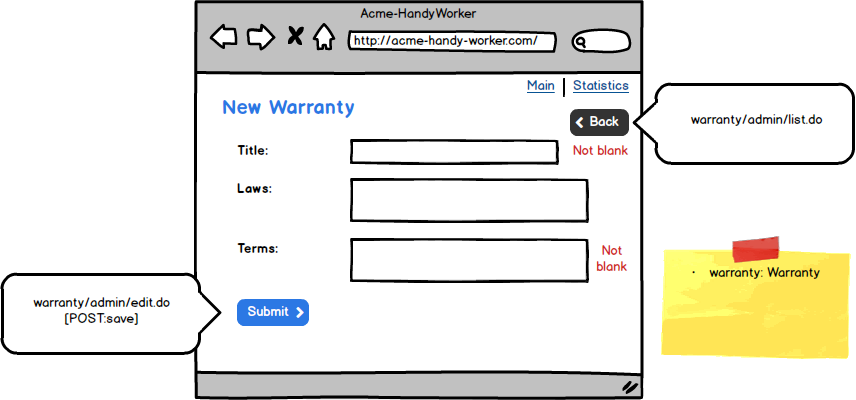 Acme-HandyWorker
http://acme-handy-worker.com/
Main
Statistics
New Warranty
Back
warranty/admin/list.do
Title:
Not blank
Laws:
Terms:
Not
blank
• warranty: Warranty
warranty/admin/edit.do
[POST:save]
Submit